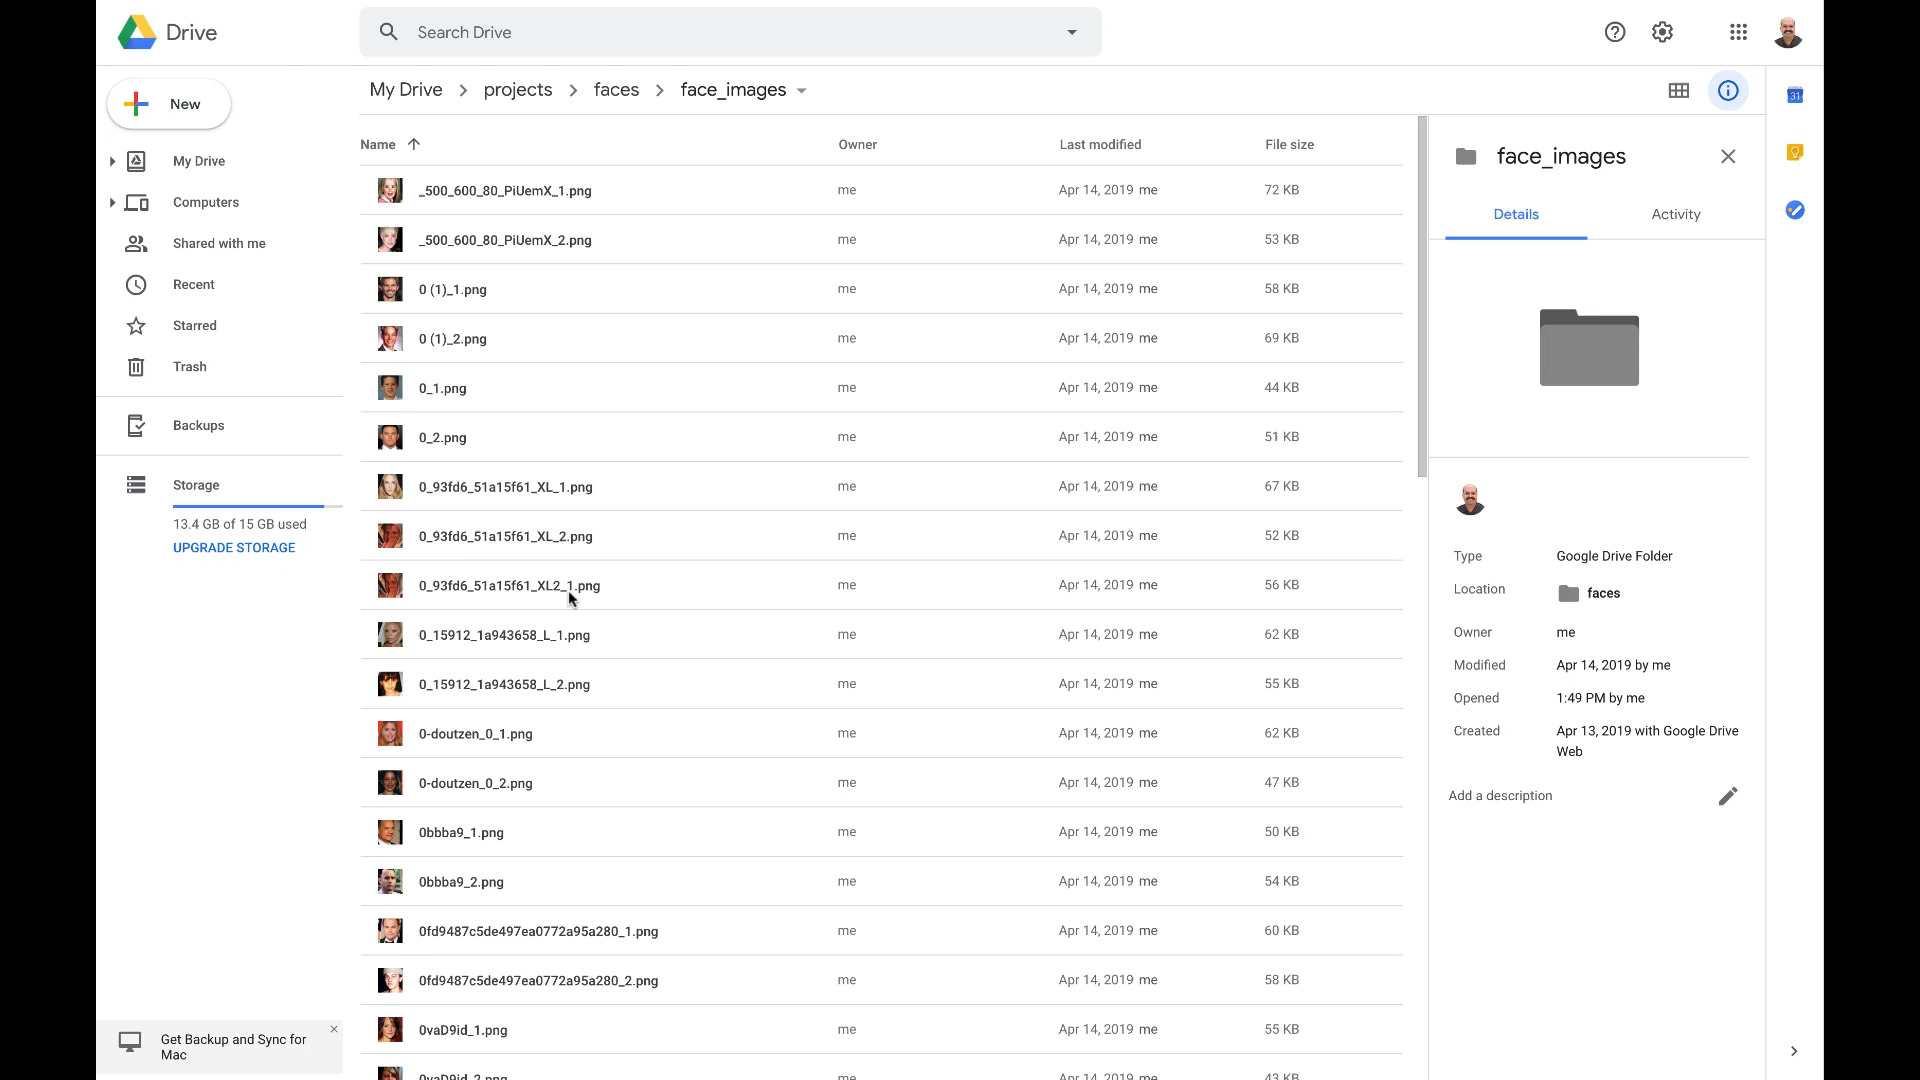 Drive
Search Drive
New
My Drive
Computers
Shared with me
Recent
Starred
Trash
Backups
Storage
13.4 GB of 15 GB used
UPGRADE STORAGE
Get Backup and Sync for
Mac
My Drive > projects > faces > face_images
Name Owner Last modified File size
_500_600_80_PiUemX_1.png me Apr 14, 2019 me 72 KB
_500_600_80_PiUemX_2.png me Apr 14, 2019 me 53 KB
0 (1)_1.png me Apr 14, 2019 me 58 KB
0 (1)_2.png me Apr 14, 2019 me 69 KB
0_1.png me Apr 14, 2019 me 44 KB
0_2.png me Apr 14, 2019 me 51 KB
0_93fd6_51a15f61_XL_1.png me Apr 14, 2019 me 67 KB
0_93fd6_51a15f61_XL_2.png me Apr 14, 2019 me 52 KB
0_93fd6_51a15f61_XL2_1.png me Apr 14, 2019 me 56 KB
0_15912_1a943658_L_1.png me Apr 14, 2019 me 62 KB
0_15912_1a943658_L_2.png me Apr 14, 2019 me 55 KB
0-doutzen_0_1.png me Apr 14, 2019 me 62 KB
0-doutzen_0_2.png me Apr 14, 2019 me 47 KB
0bbba9_1.png me Apr 14, 2019 me 50 KB
0bbba9_2.png me Apr 14, 2019 me 54 KB
0fd9487c5de497ea0772a95a280_1.png me Apr 14, 2019 me 60 KB
0fd9487c5de497ea0772a95a280_2.png me Apr 14, 2019 me 58 KB
0vaD9id_1.png me Apr 14, 2019 me 55 KB
0vaD9id_2.png me Apr 14, 2019 me 43 KB
face_images
Details Activity
Type Google Drive Folder
Location faces
Owner me
Modified Apr 14, 2019 by me
Opened 1:49 PM by me
Created Apr 13, 2019 with Google Drive
Web
Add a description
31